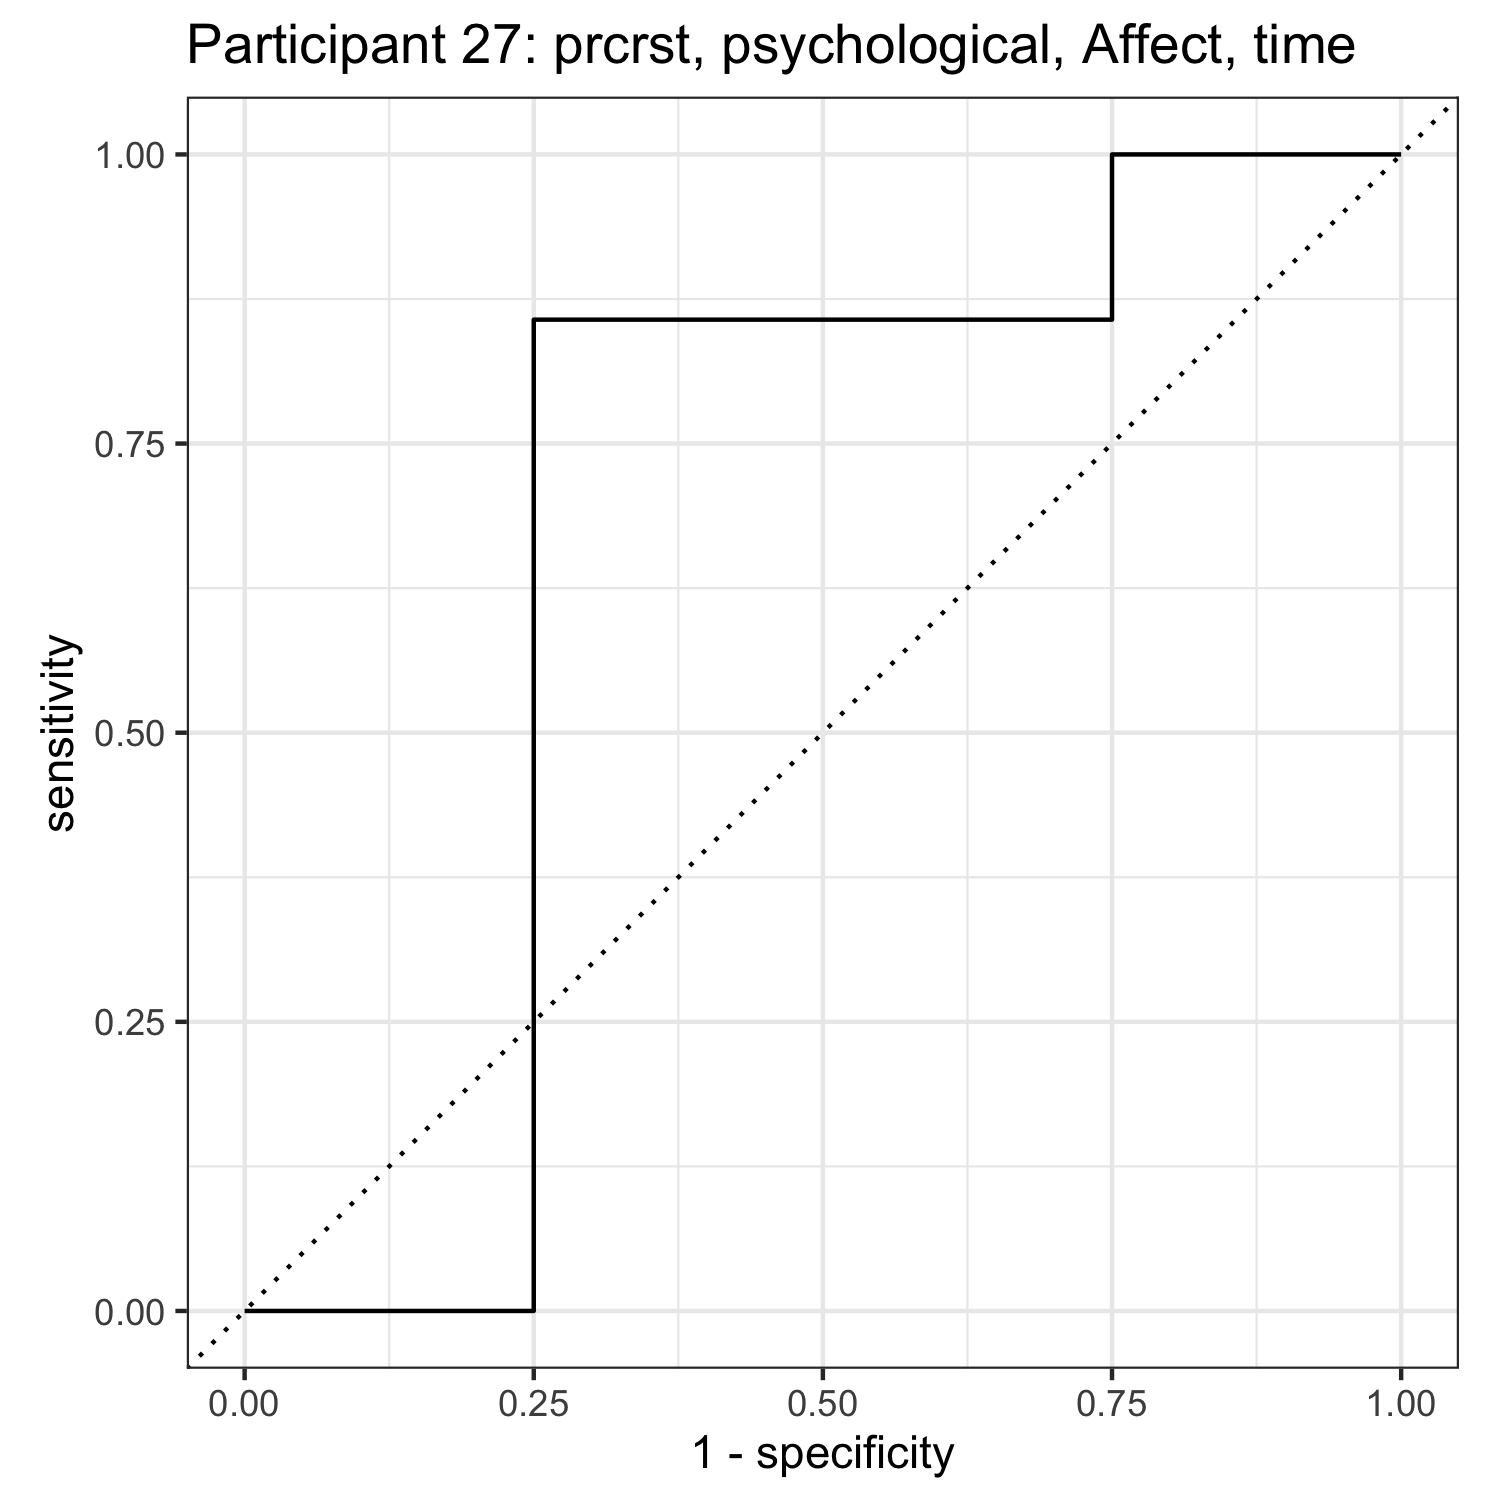 Participant 27: prcrst, psychological, Affect, time
1.00
0.75
0.50
0.25
0.00
sensitivity
0.00 0.25 0.50 0.75 1.00
1 - specificity